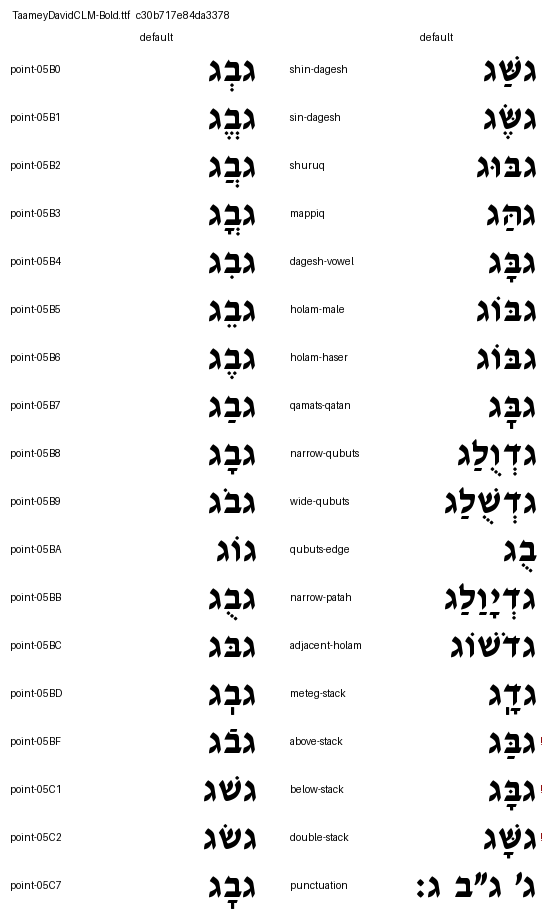 TaameyDavidCLM-Bold.ttf c30b717e84da3378
default default
point-05B0 גבְג shin-dagesh גשַּׁג
point-05B1 גבֱג sin-dagesh גשֶּׂג
point-05B2 גבֲג shuruq גבּוּג
point-05B3 גבֳג mappiq גהַּג
point-05B4 גבִג dagesh-vowel גבָּג
point-05B5 גבֵג holam-male גבּוֹג
point-05B6 גבֶג holam-haser גבּוֺג
point-05B7 גבַג qamats-qatan גבׇּג
point-05B8 גבָג narrow-qubuts גדְוֻלַג
point-05B9 גבֹג wide-qubuts גדְשֻׁלַג
point-05BA גוֺג qubuts-edge בֻג
point-05BB גבֻג narrow-patah גדְיָוַלַג
point-05BC גבּג adjacent-holam גדֹשׁוֹג
point-05BD גבֽג meteg-stack גדָֽג
point-05BF גבֿג above-stack גבַּג !
point-05C1 גשׁג below-stack גבָּג !
point-05C2 גשׂג double-stack גשָּׁג !
point-05C7 גבׇג punctuation ג׳ ג״ב ג׃